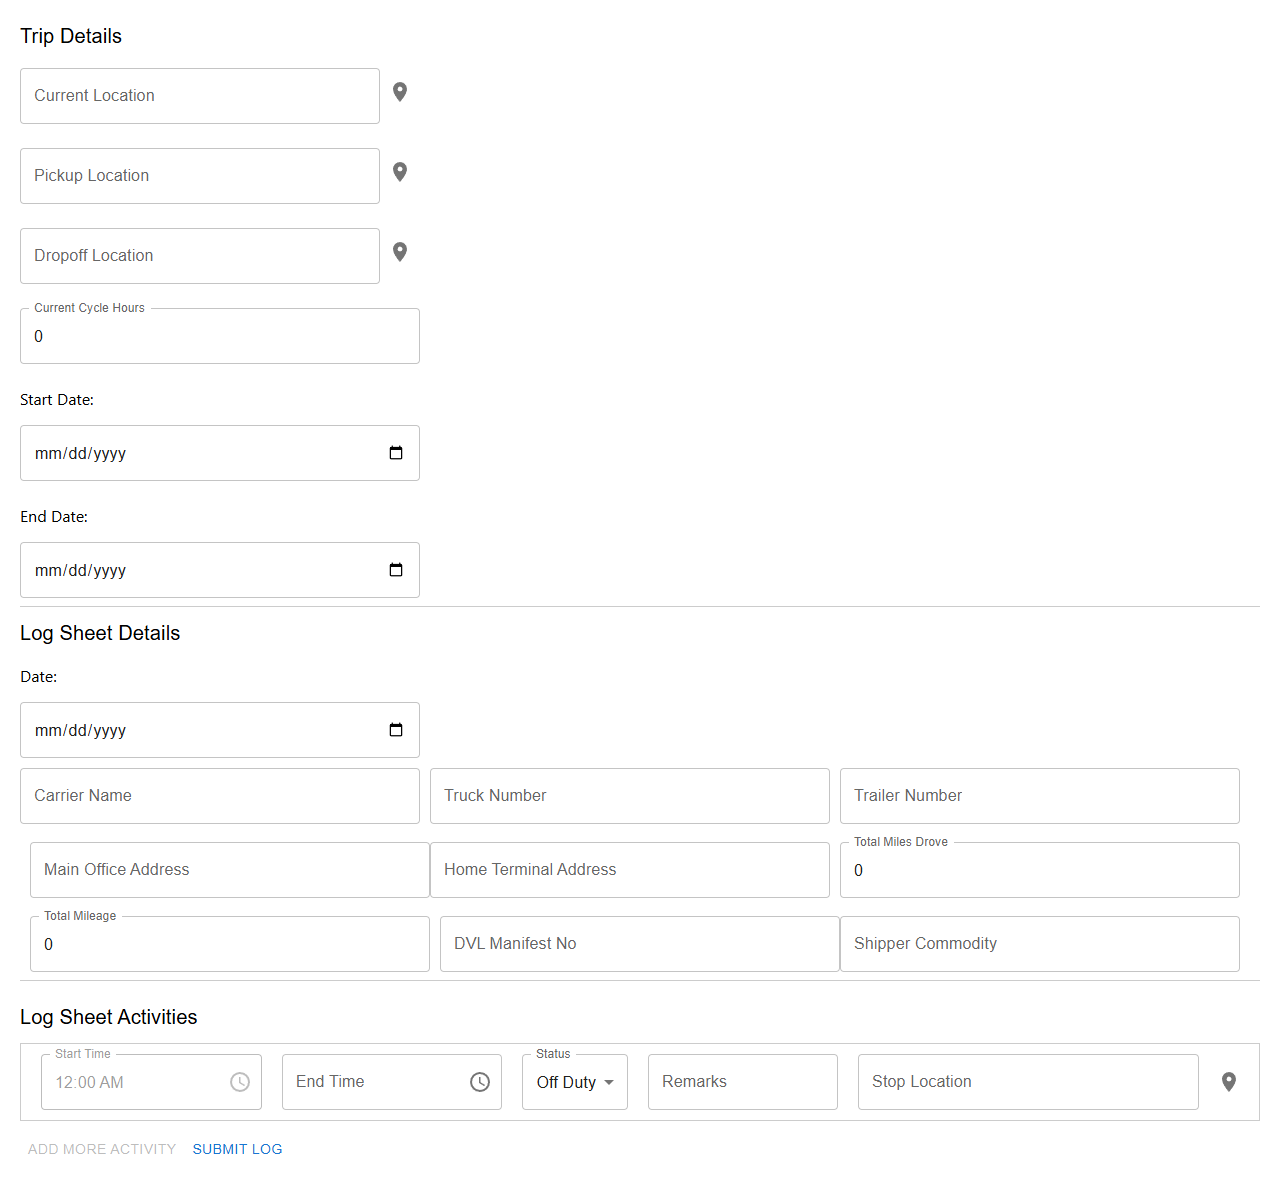 Trip Details
Current Location
Pickup Location
Dropoff Location
Current Cycle Hours
0
Start Date:
mm/dd/yyyy
End Date:
mm/dd/yyyy
Log Sheet Details
Date:
mm/dd/yyyy
Carrier Name Truck Number Trailer Number
Total Miles Drove
Main Office Address Home Terminal Address 0
Total Mileage
0 DVL Manifest No Shipper Commodity
Log Sheet Activities
Start Time Status
12:00 AM End Time Off Duty Remarks Stop Location
ADD MORE ACTIVITY SUBMIT LOG